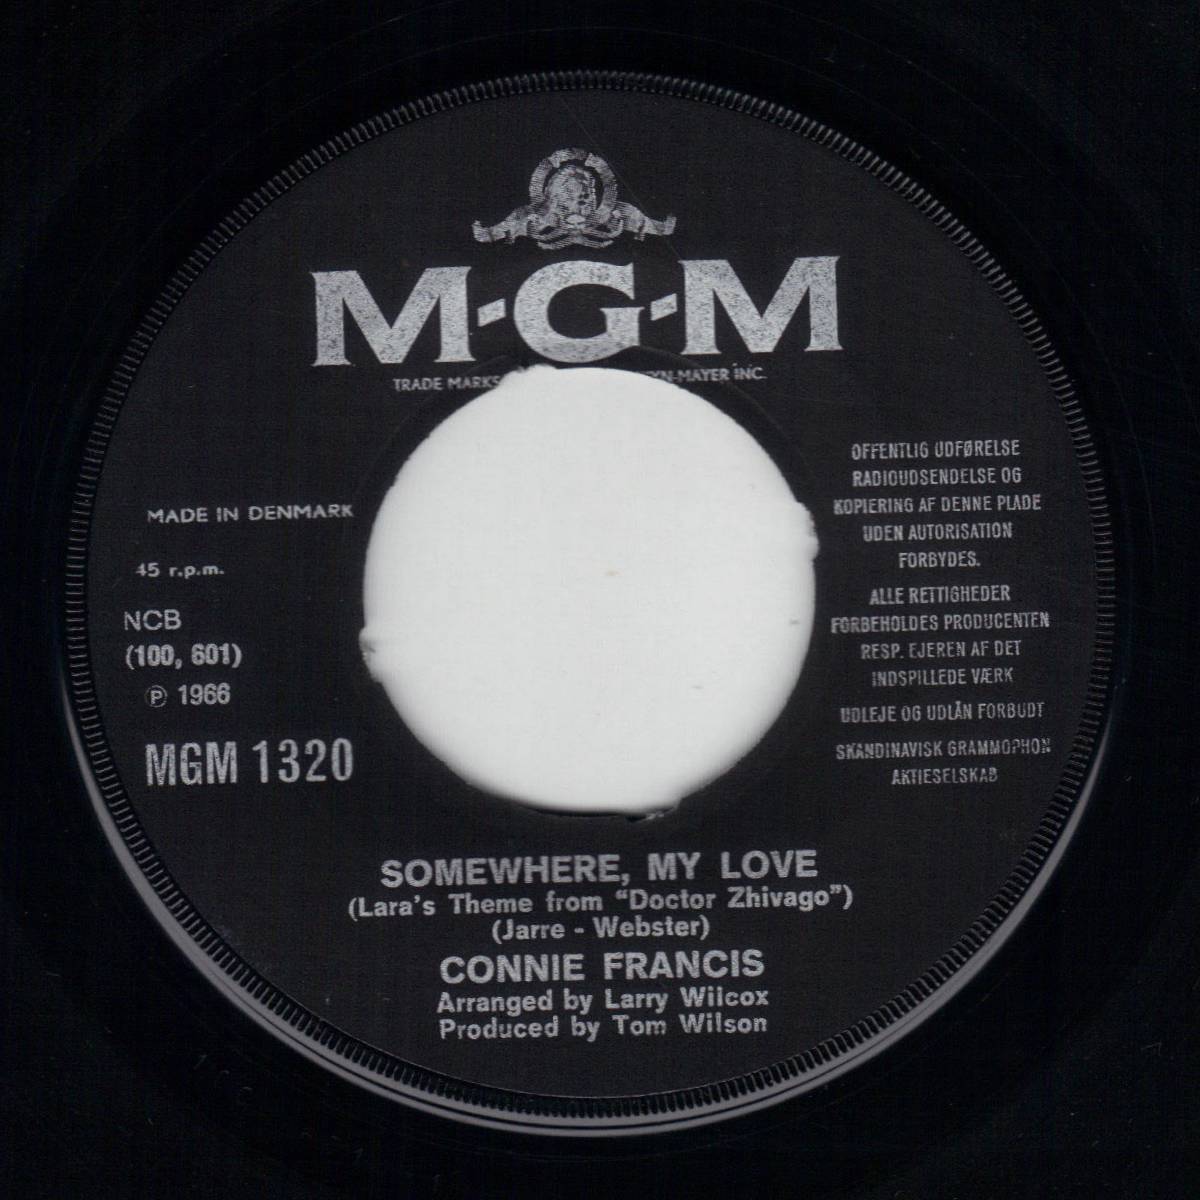 M-G-M
TRADE MARKS YN-MAYER INC.
MADE IN DENMARK
45 r.p.m.
NCB
(100, 601)
℗ 1966
MGM 1320
OFFENTLIG UDFØRELSE
RADIOUDSENDELSE OG
KOPIERING AF DENNE PLADE
UDEN AUTORISATION
FORBYDES.
ALLE RETTIGHEDER
FORBEHOLDES PRODUCENTEN
RESP. EJEREN AF DET
INDSPILLEDE VÆRK
UDLEJE OG UDLÅN FORBUDT
SKANDINAVISK GRAMMOPHON
AKTIESELSKAB
SOMEWHERE, MY LOVE
(Lara's Theme from "Doctor Zhivago")
(Jarre - Webster)
CONNIE FRANCIS
Arranged by Larry Wilcox
Produced by Tom Wilson